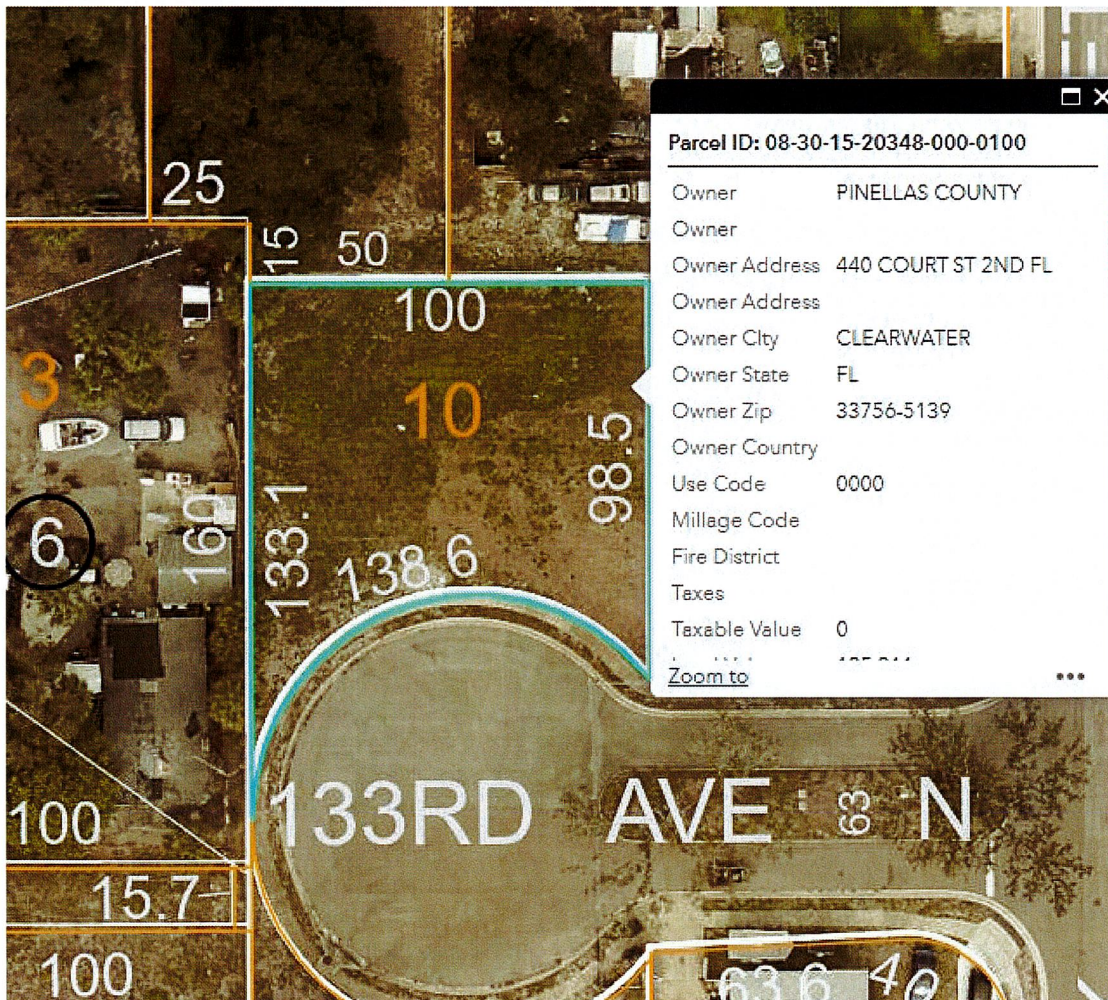 25
15
50
100
3
10
98.5
6
160
133.1
138.6
133RD AVE N
63
100
15.7
100
63.6
40
Parcel ID: 08-30-15-20348-000-0100
Owner PINELLAS COUNTY
Owner
Owner Address 440 COURT ST 2ND FL
Owner Address
Owner City CLEARWATER
Owner State FL
Owner Zip 33756-5139
Owner Country
Use Code 0000
Millage Code
Fire District
Taxes
Taxable Value 0
Zoom to